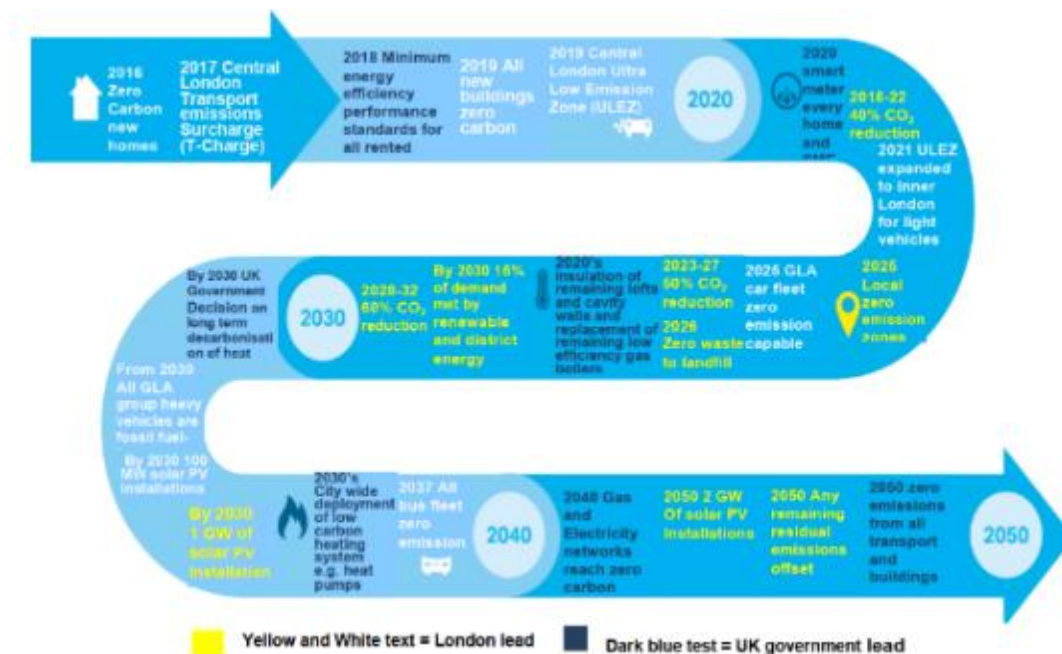 2016
Zero
Carbon
new
homes
2017 Central
London
Transport
emissions
Surcharge
(T-Charge)
2018 Minimum
energy
efficiency
performance
standards for
all rented
2019 All
new
buildings
zero
carbon
2019 Central
London Ultra
Low Emission
Zone (ULEZ)
2020
2020
smart
meter
every
home
and
2018-22
40% CO₂
reduction
2021 ULEZ
expanded
to inner
London
for light
vehicles
2025
Local
zero
emission
zones
2025 GLA
car fleet
zero
emission
capable
2023-27
50% CO₂
reduction
2026
Zero waste
to landfill
2020's
insulation of
remaining lofts
and cavity
walls and
replacement of
remaining low
efficiency gas
boilers
By 2030 15%
of demand
met by
renewable
and district
energy
2028-32
60% CO₂
reduction
2030
By 2030 UK
Government
Decision on
long term
decarbonisati
on of heat
From 2030
All GLA
group heavy
vehicles are
fossil fuel-
By 2030 100
MW solar PV
installations
By 2030
1 GW of
solar PV
installation
2030's
City wide
deployment
of low
carbon
heating
system
e.g. heat
pumps
2037 All
bus fleet
zero
emission
2040
2040 Gas
and
Electricity
networks
reach zero
carbon
2050 2 GW
Of solar PV
installations
2050 Any
remaining
residual
emissions
offset
2050 zero
emissions
from all
transport
and
buildings
2050
Yellow and White text = London lead
Dark blue test = UK government lead